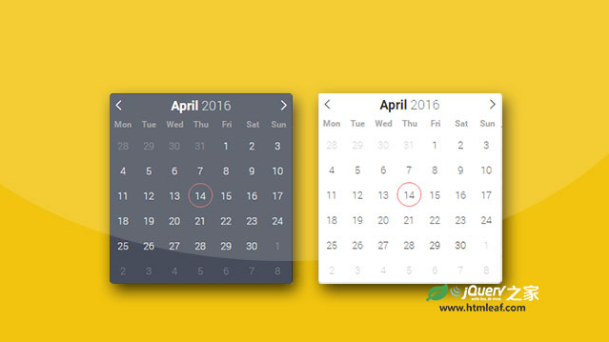 April 2016
Mon Tue Wed Thu Fri Sat Sun
28 29 30 31 1 2 3
4 5 6 7 8 9 10
11 12 13 14 15 16 17
18 19 20 21 22 23 24
25 26 27 28 29 30 1
2 3 4 5 6 7 8
April 2016
Mon Tue Wed Thu Fri Sat Sun
28 29 30 31 1 2 3
4 5 6 7 8 9 10
11 12 13 14 15 16 17
18 19 20 21 22 23 24
25 26 27 28 29 30 1
2 3 4 5 6 7 8
jQuery之家
www.htmleaf.com